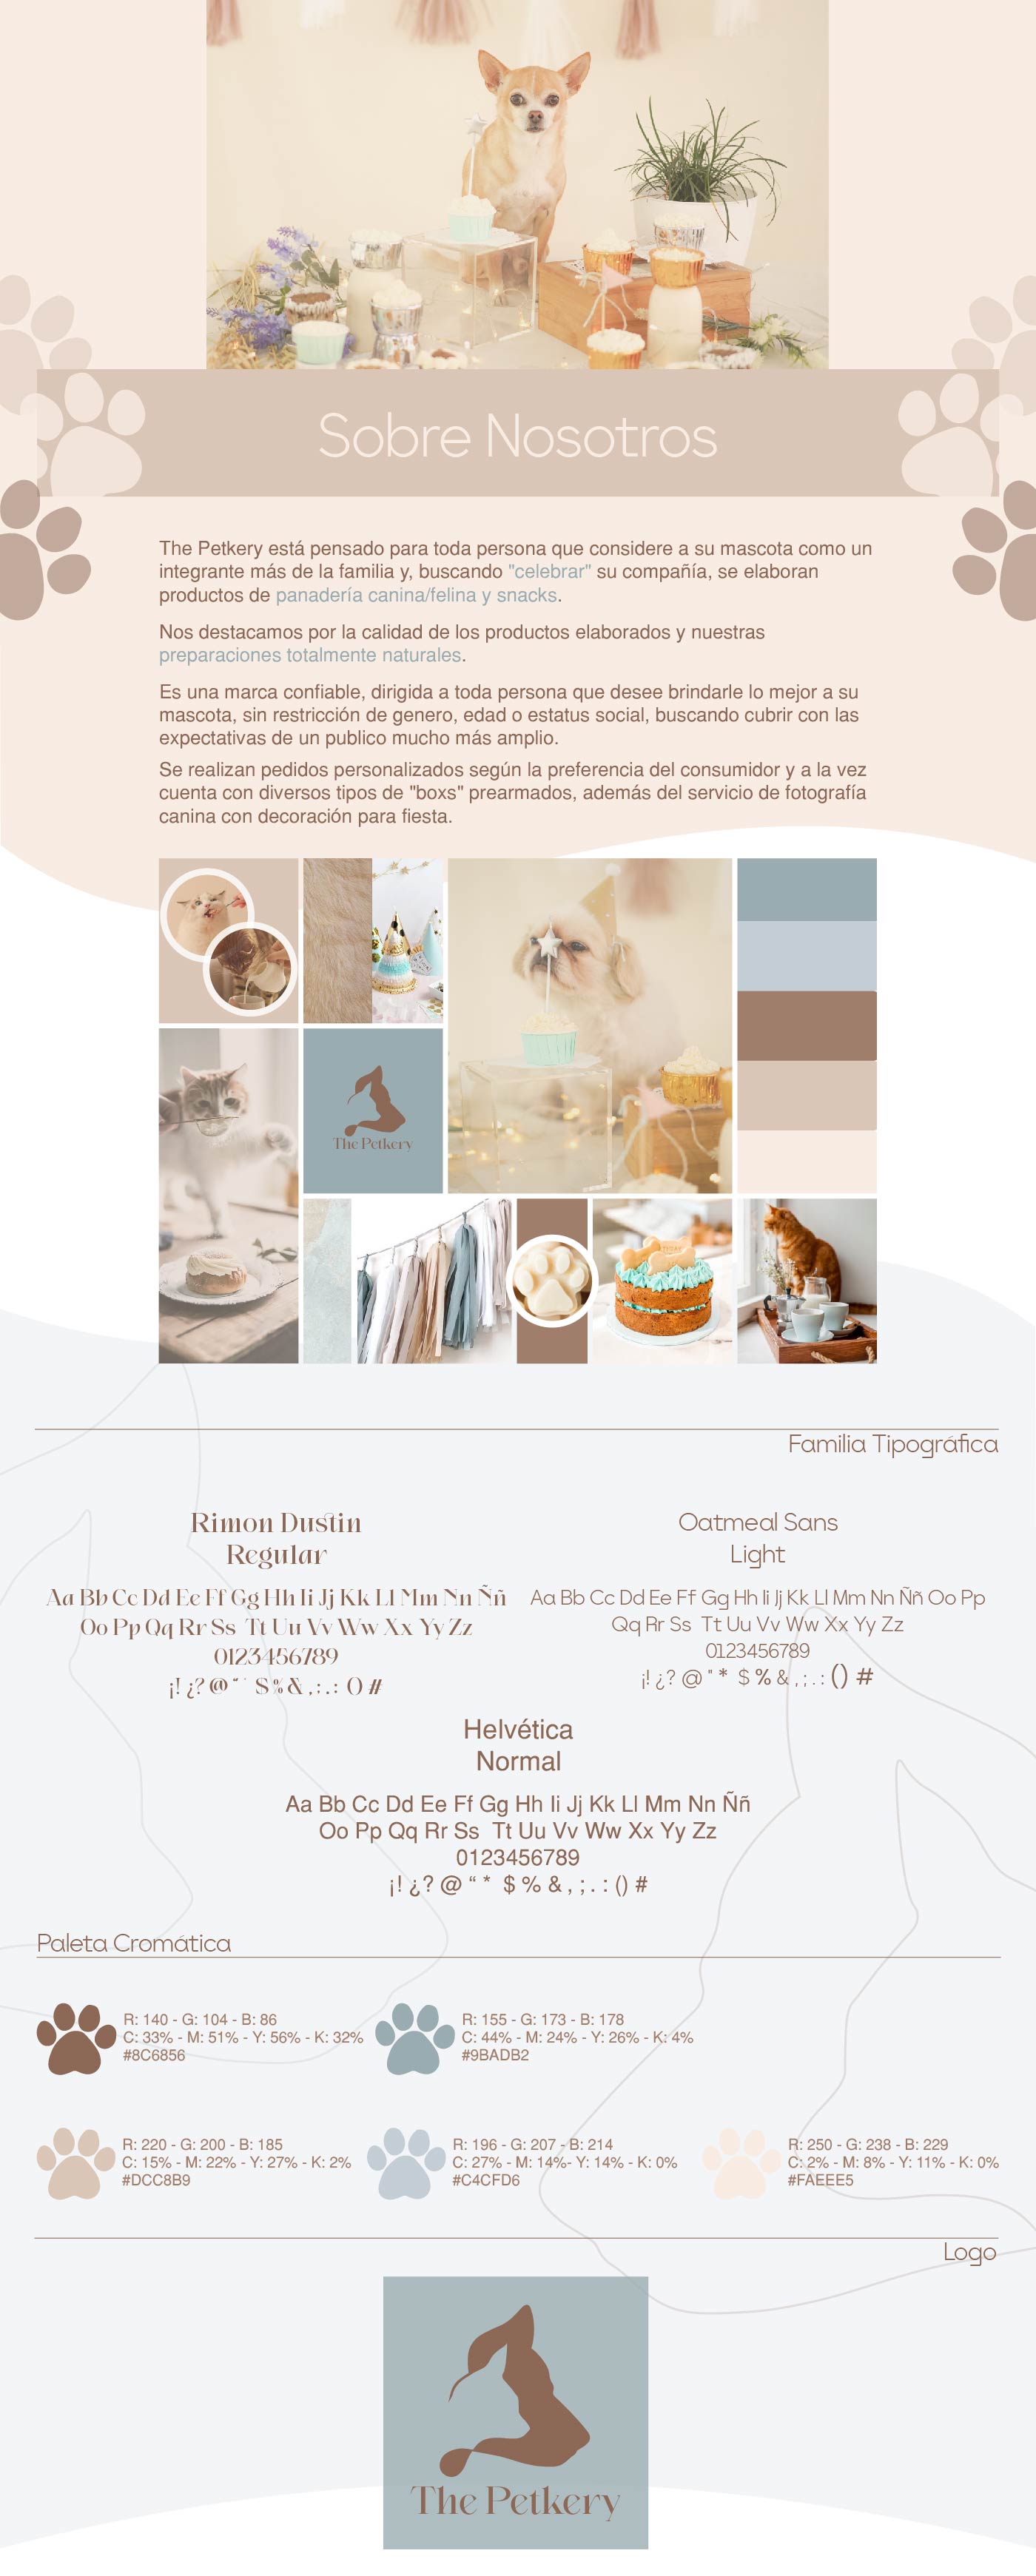 Sobre Nosotros
The Petkery está pensado para toda persona que considere a su mascota como un
integrante más de la familia y, buscando "celebrar" su compañía, se elaboran
productos de panadería canina/felina y snacks.
Nos destacamos por la calidad de los productos elaborados y nuestras
preparaciones totalmente naturales.
Es una marca confiable, dirigida a toda persona que desee brindarle lo mejor a su
mascota, sin restricción de genero, edad o estatus social, buscando cubrir con las
expectativas de un publico mucho más amplio.
Se realizan pedidos personalizados según la preferencia del consumidor y a la vez
cuenta con diversos tipos de "boxs" prearmados, además del servicio de fotografía
canina con decoración para fiesta.
The Petkery
Familia Tipográfica
Rimon Dustin
Regular
Aa Bb Cc Dd Ee Ff Gg Hh Ii Jj Kk Ll Mm Nn Ññ
Oo Pp Qq Rr Ss Tt Uu Vv Ww Xx Yy Zz
0123456789
¡! ¿? @ " * $ % & , ; . : () #
Oatmeal Sans
Light
Aa Bb Cc Dd Ee Ff Gg Hh Ii Jj Kk Ll Mm Nn Ññ Oo Pp
Qq Rr Ss Tt Uu Vv Ww Xx Yy Zz
0123456789
¡! ¿? @ " * $ % & , ; . : () #
Helvética
Normal
Aa Bb Cc Dd Ee Ff Gg Hh Ii Jj Kk Ll Mm Nn Ññ
Oo Pp Qq Rr Ss Tt Uu Vv Ww Xx Yy Zz
0123456789
¡! ¿? @ “ * $ % & , ; . : () #
Paleta Cromática
R: 140 - G: 104 - B: 86
C: 33% - M: 51% - Y: 56% - K: 32%
#8C6856
R: 155 - G: 173 - B: 178
C: 44% - M: 24% - Y: 26% - K: 4%
#9BADB2
R: 220 - G: 200 - B: 185
C: 15% - M: 22% - Y: 27% - K: 2%
#DCC8B9
R: 196 - G: 207 - B: 214
C: 27% - M: 14%- Y: 14% - K: 0%
#C4CFD6
R: 250 - G: 238 - B: 229
C: 2% - M: 8% - Y: 11% - K: 0%
#FAEEE5
Logo
The Petkery